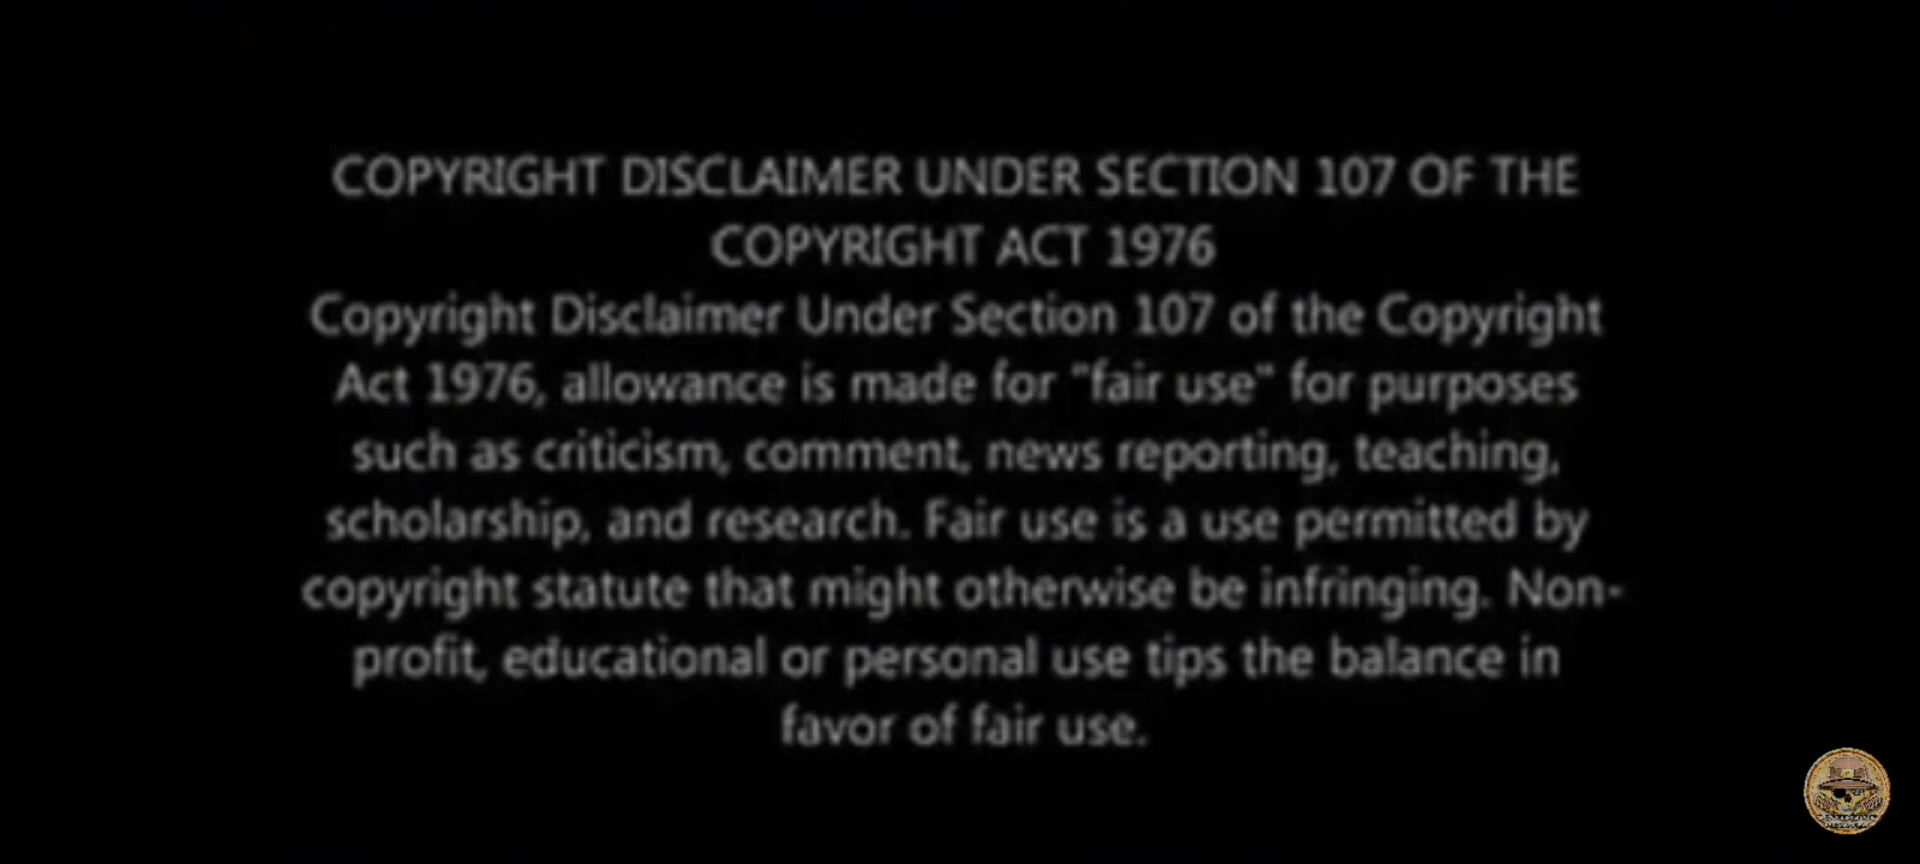 COPYRIGHT DISCLAIMER UNDER SECTION 107 OF THE
COPYRIGHT ACT 1976
Copyright Disclaimer Under Section 107 of the Copyright
Act 1976, allowance is made for "fair use" for purposes
such as criticism, comment, news reporting, teaching,
scholarship, and research. Fair use is a use permitted by
copyright statute that might otherwise be infringing. Non-
profit, educational or personal use tips the balance in
favor of fair use.